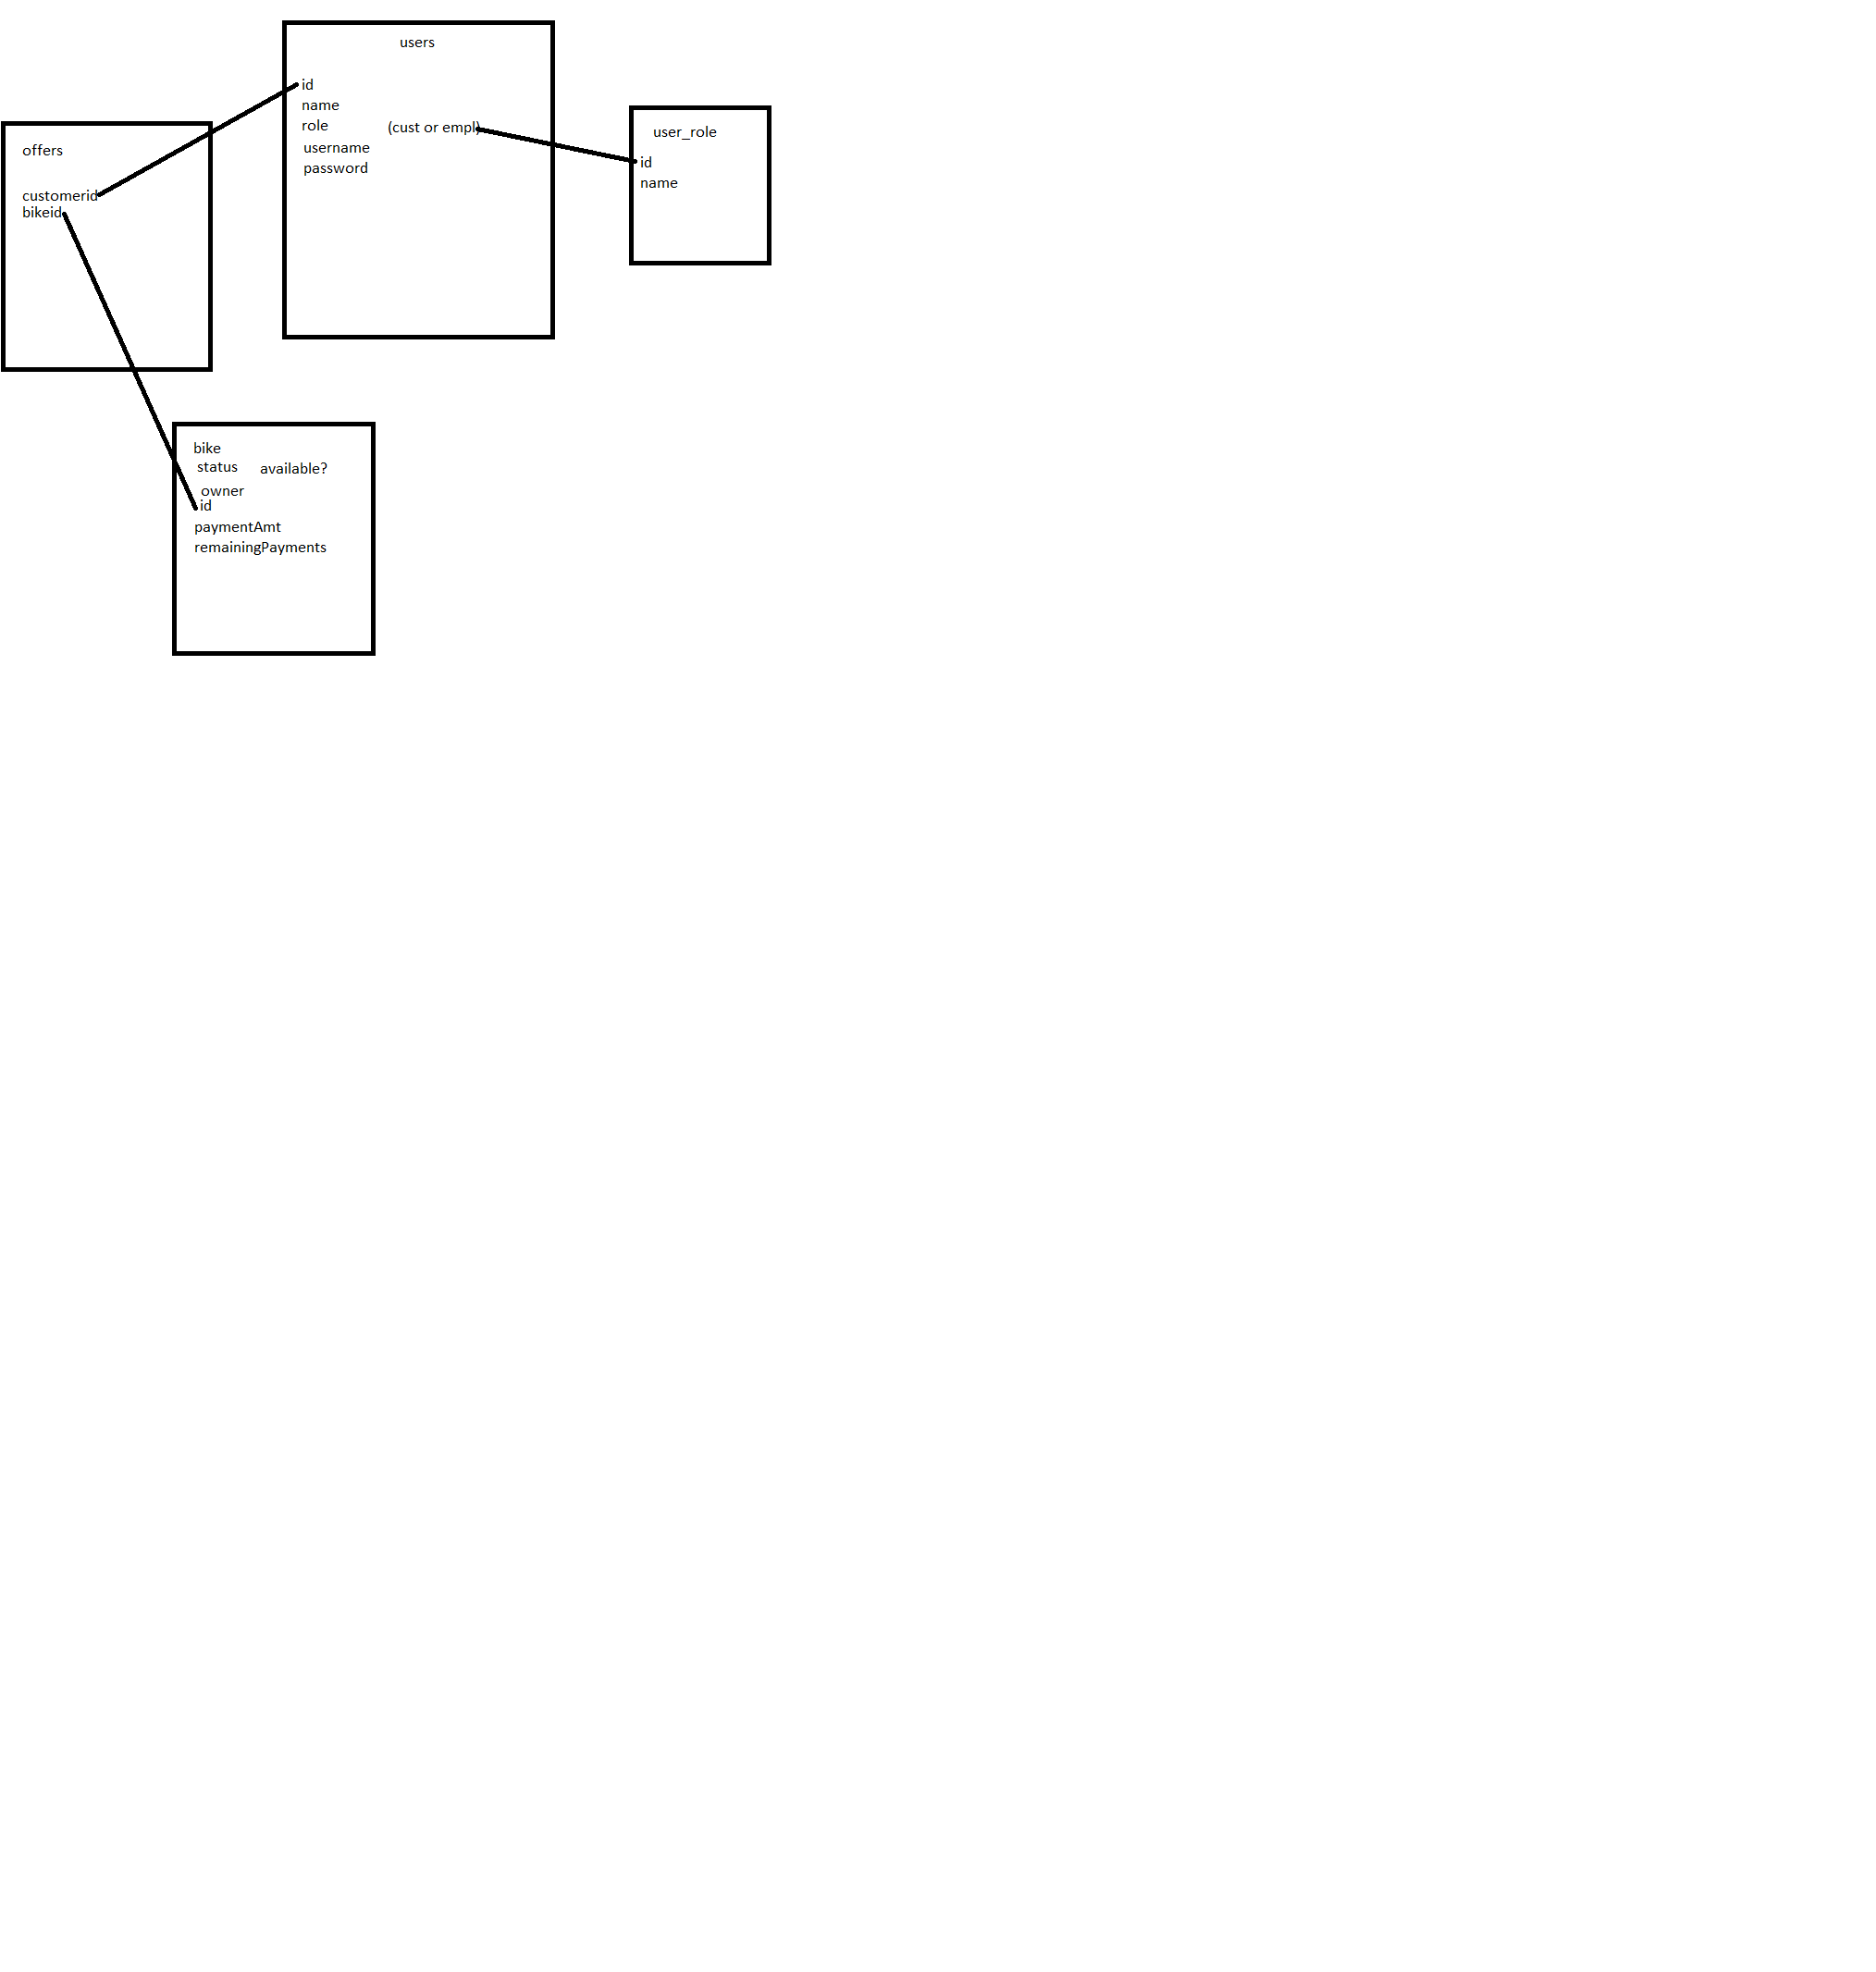 users
id
name
role (cust or empl)
username
password
user_role
id
name
offers
customerid
bikeid
bike
status available?
owner
id
paymentAmt
remainingPayments